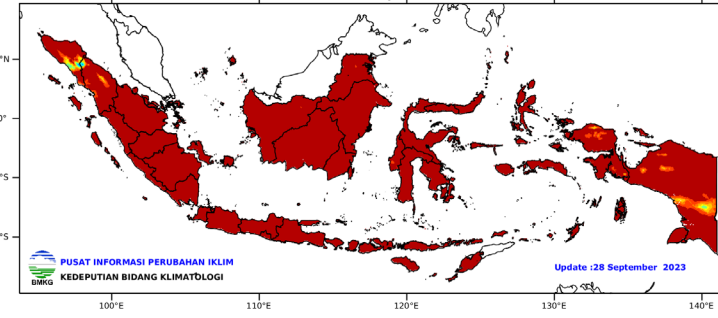 °N
0°
°S
°S
PUSAT INFORMASI PERUBAHAN IKLIM
KEDEPUTIAN BIDANG KLIMATOLOGI
BMKG
Update :28 September 2023
100°E
110°E
120°E
130°E
140°E